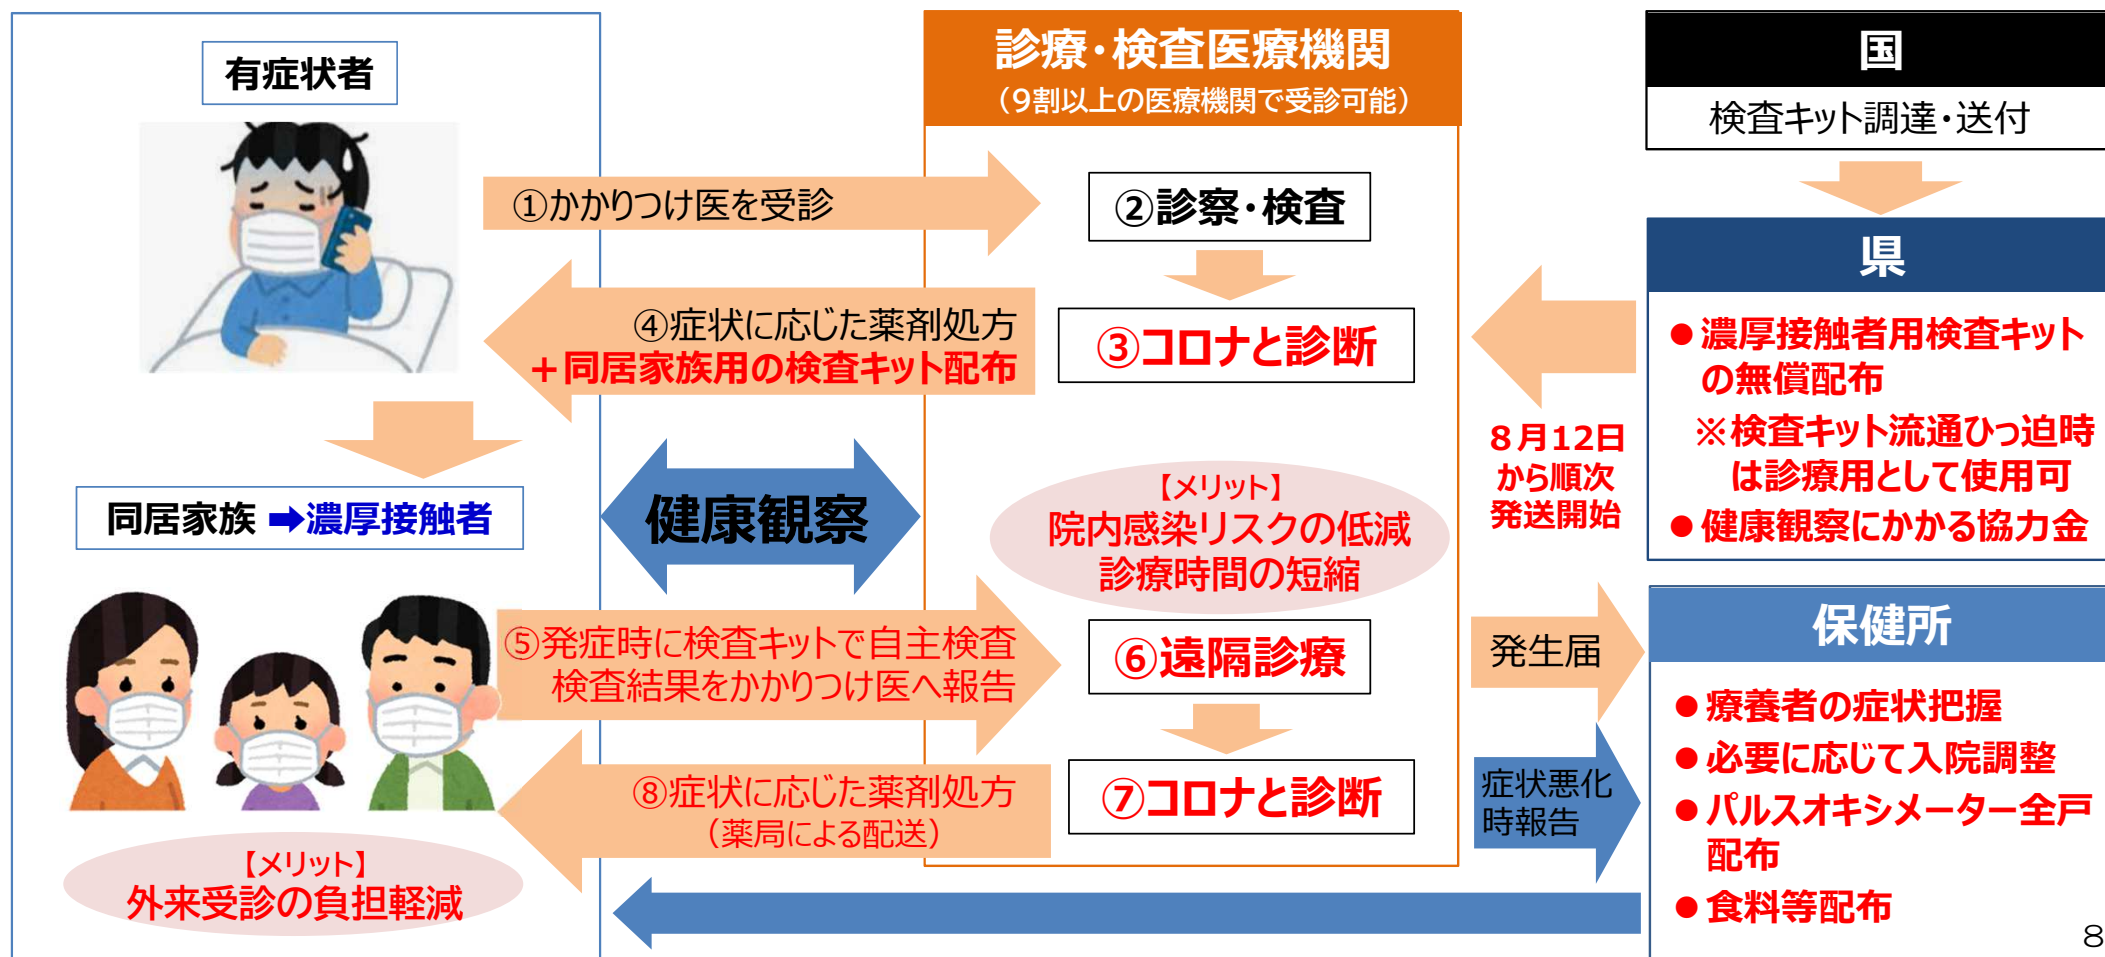 有症状者
①かかりつけ医を受診
④症状に応じた薬剤処方
＋同居家族用の検査キット配布
同居家族 ➡濃厚接触者
健康観察
⑤発症時に検査キットで自主検査
検査結果をかかりつけ医へ報告
⑧症状に応じた薬剤処方
（薬局による配送）
【メリット】
外来受診の負担軽減
診療・検査医療機関
（9割以上の医療機関で受診可能）
②診察・検査
③コロナと診断
【メリット】
院内感染リスクの低減
診療時間の短縮
⑥遠隔診療
⑦コロナと診断
8月12日
から順次
発送開始
発生届
症状悪化
時報告
国
検査キット調達・送付
県
●濃厚接触者用検査キット
の無償配布
※検査キット流通ひっ迫時
は診療用として使用可
●健康観察にかかる協力金
保健所
●療養者の症状把握
●必要に応じて入院調整
●パルスオキシメーター全戸
配布
●食料等配布
8